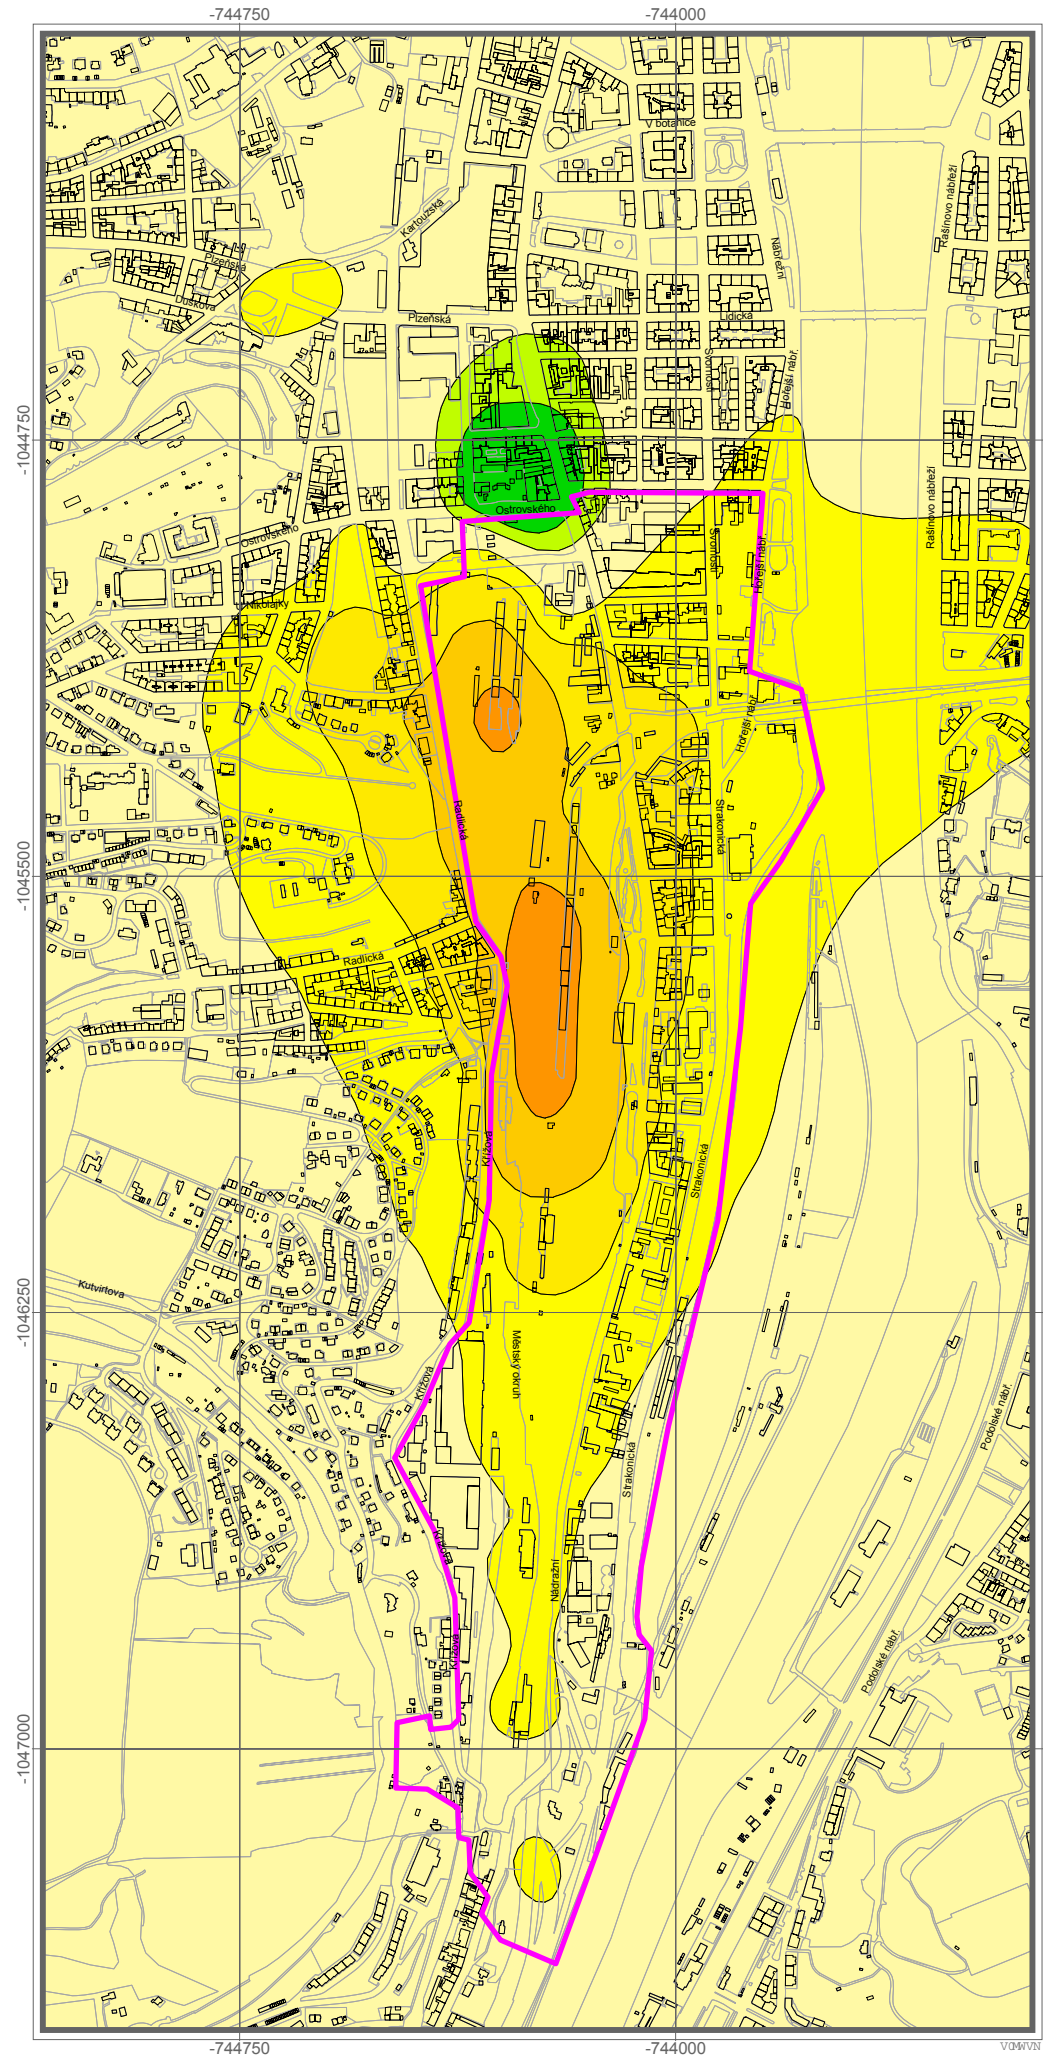 -744750
-744000
V botanice
Kartouzská
Rašínovo nábřeží
Plzeňská
Nábřežní
Duškova
Plzeňská
Lidická
Svornosti
Hořejší nábř.
-1044750
Rašínovo nábřeží
Ostrovského
Ostrovského
Svornosti
Hořejší nábř.
U Nikolajky
Hořejší nábř.
Radlická
Strakonická
-1045500
Radlická
Křížová
Strakonická
Kutvirtova
-1046250
Městský okruh
Křížová
Podolské nábř.
Strakonická
Křížová
Nádražní
Křížová
Podolské nábř.
-1047000
-744750
-744000